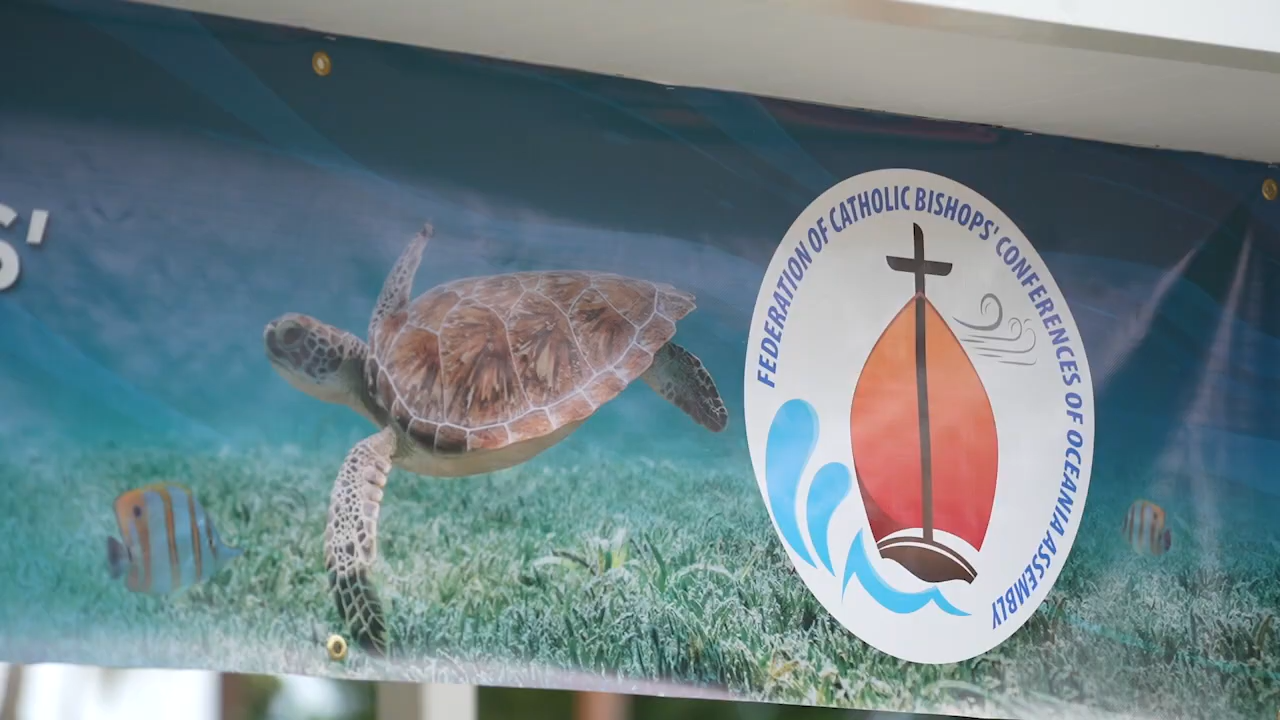 S'
FEDERATION OF CATHOLIC BISHOPS' CONFERENCES OF OCEANIA ASSEMBLY